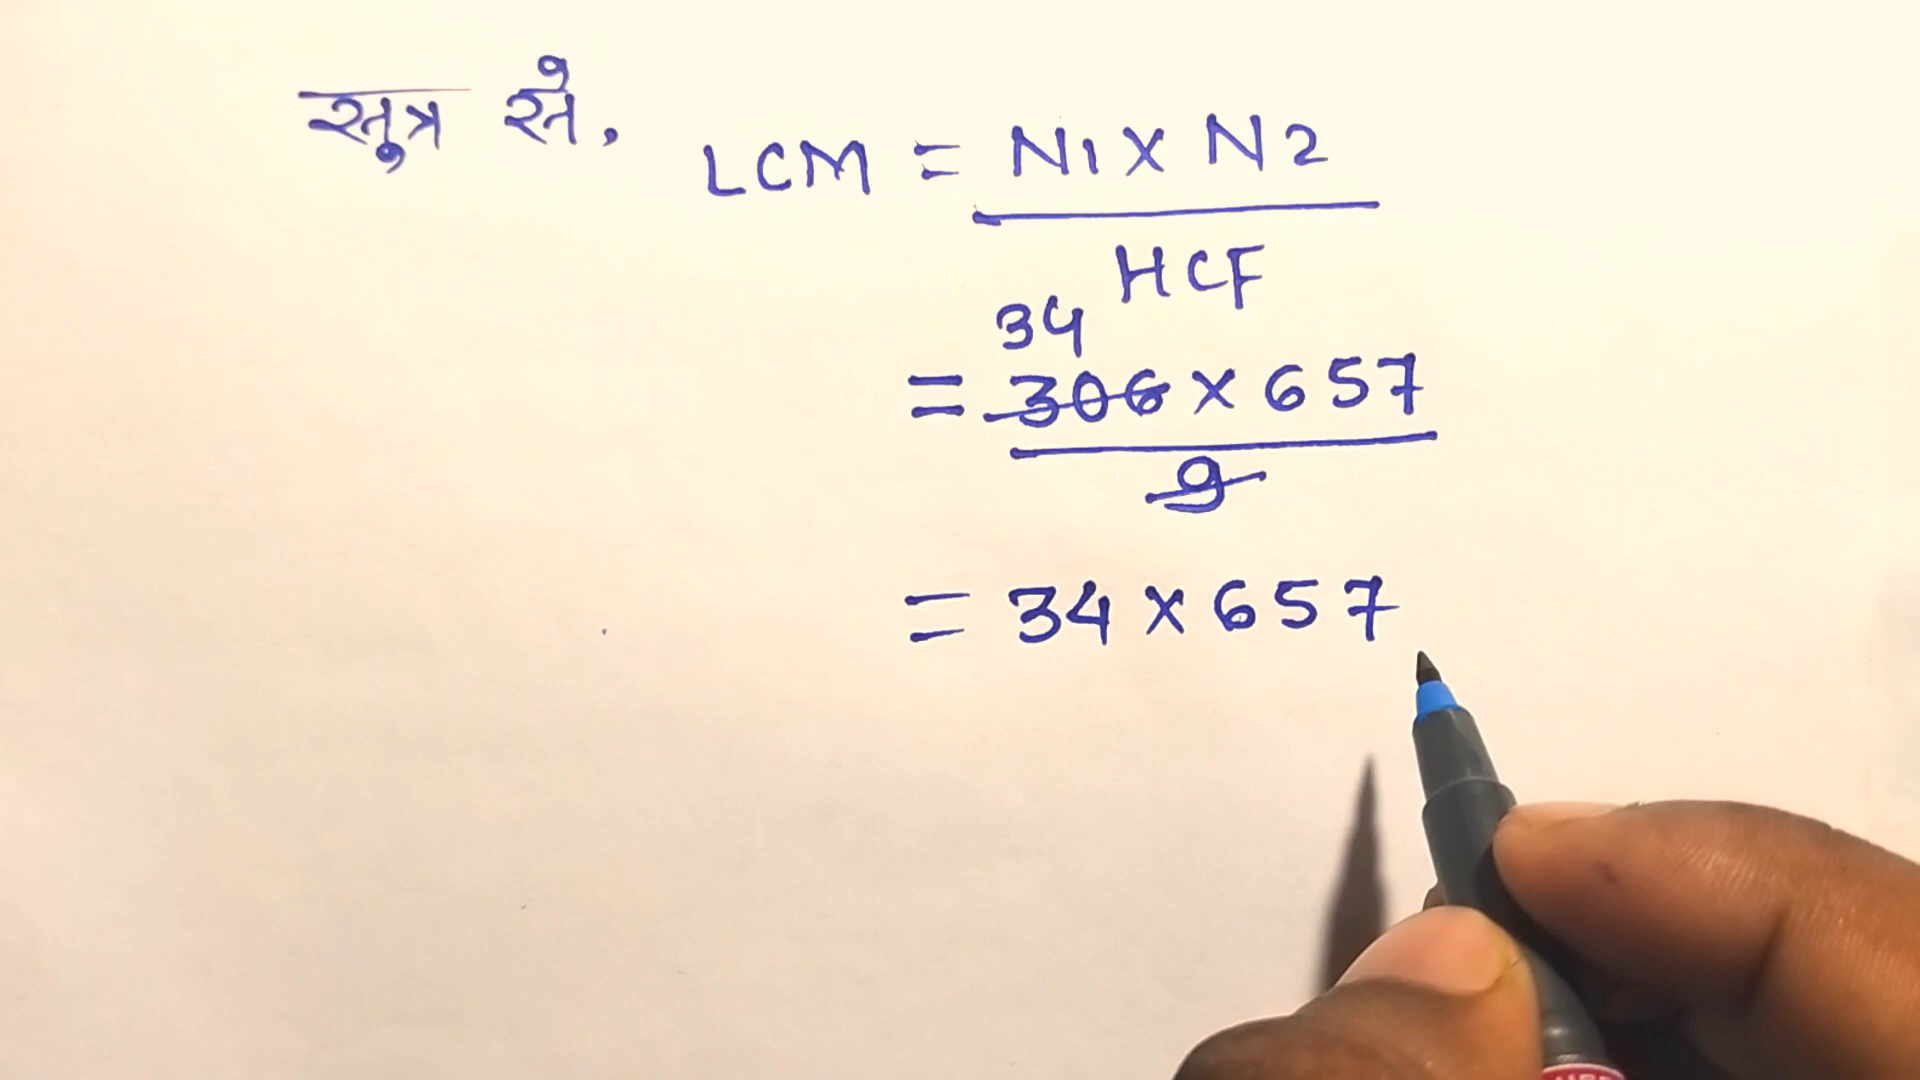 सुत्र से,
LCM = N1 X N2
HCF
34
= 306 X 657
9
= 34 X 657